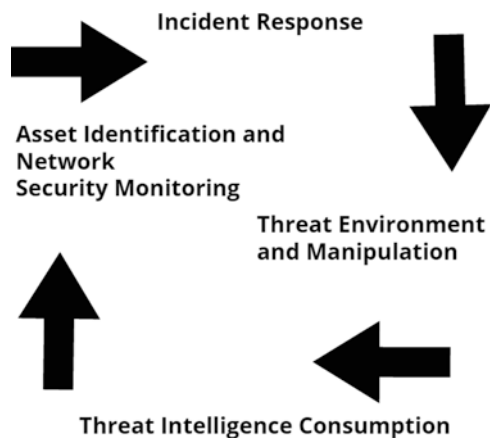 Incident Response
Asset Identification and
Network
Security Monitoring
Threat Environment
and Manipulation
Threat Intelligence Consumption